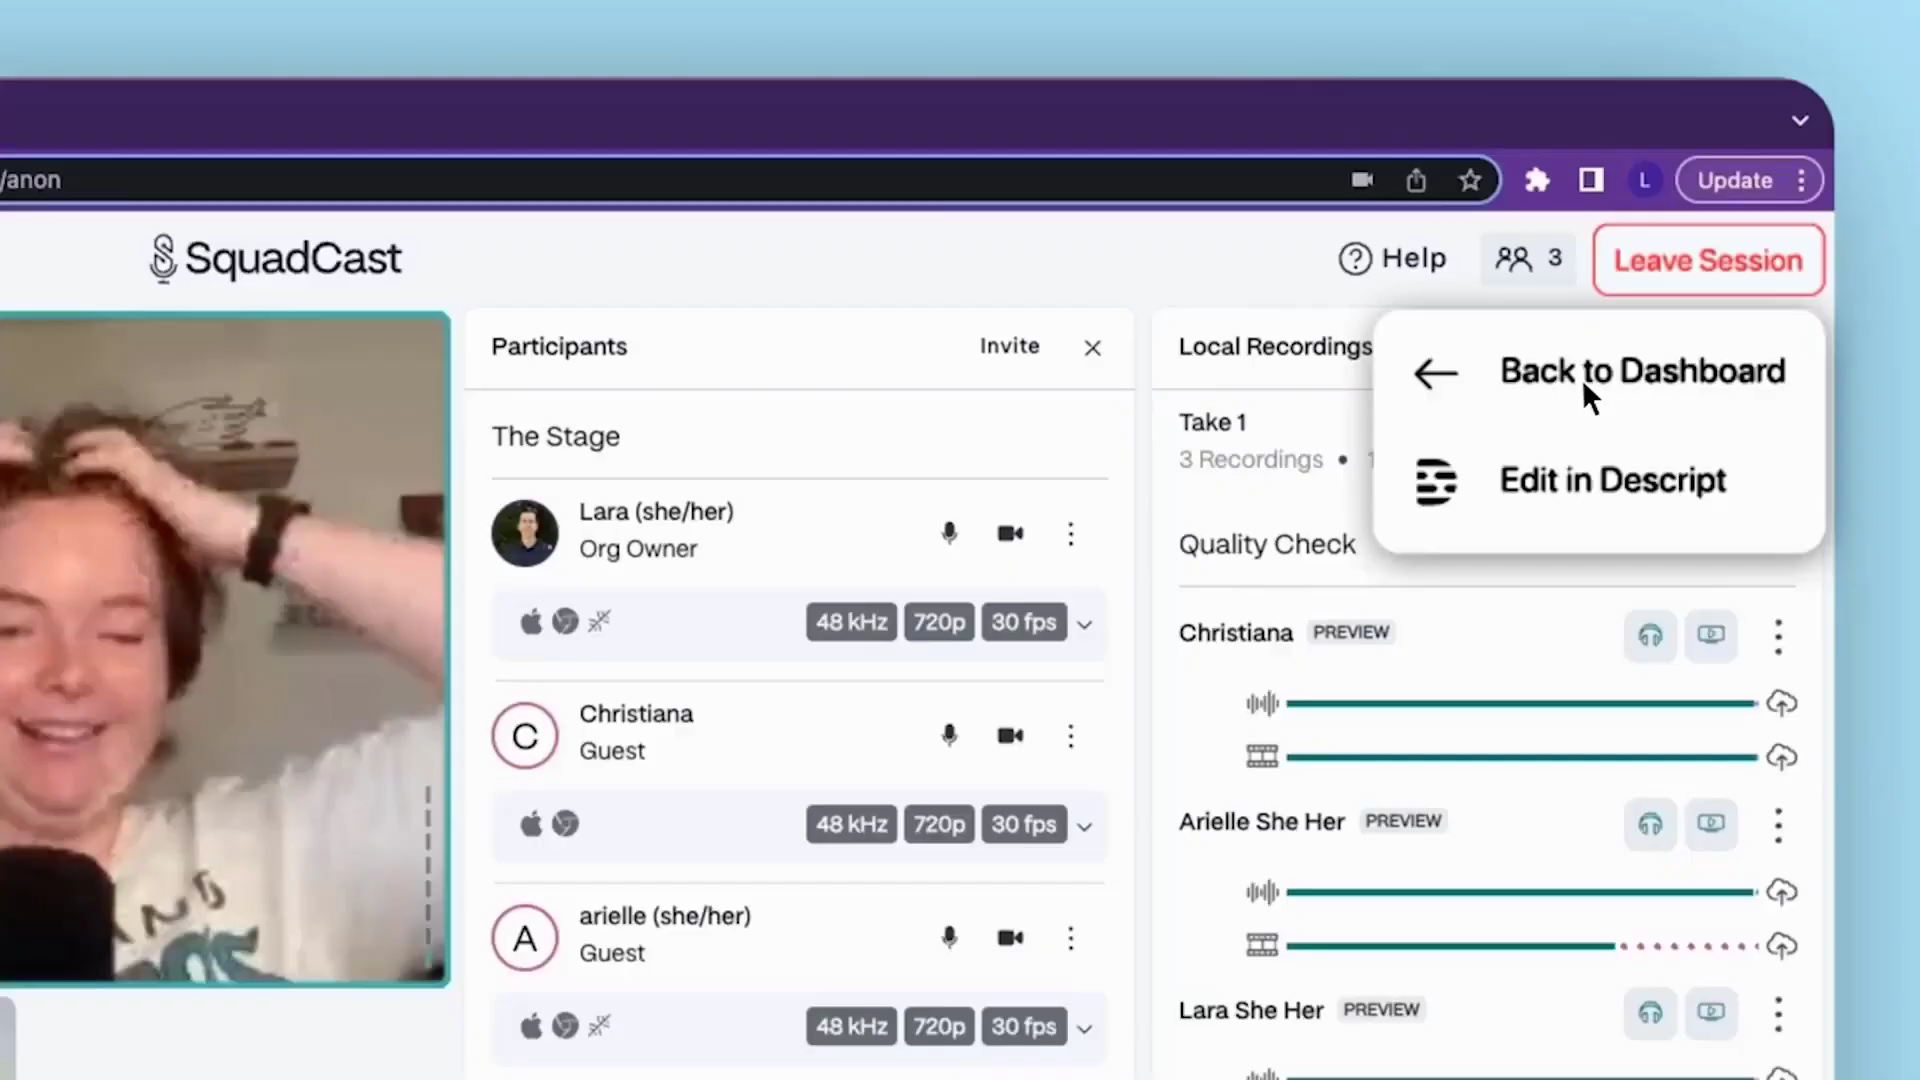 /anon
L
Update
SquadCast
Help
3
Leave Session
Participants
Invite
Local Recordings
Back to Dashboard
Edit in Descript
The Stage
Take 1
3 Recordings •
Lara (she/her)
Org Owner
48 kHz
720p
30 fps
Quality Check
Christiana
PREVIEW
C
Christiana
Guest
48 kHz
720p
30 fps
Arielle She Her
PREVIEW
A
arielle (she/her)
Guest
48 kHz
720p
30 fps
Lara She Her
PREVIEW